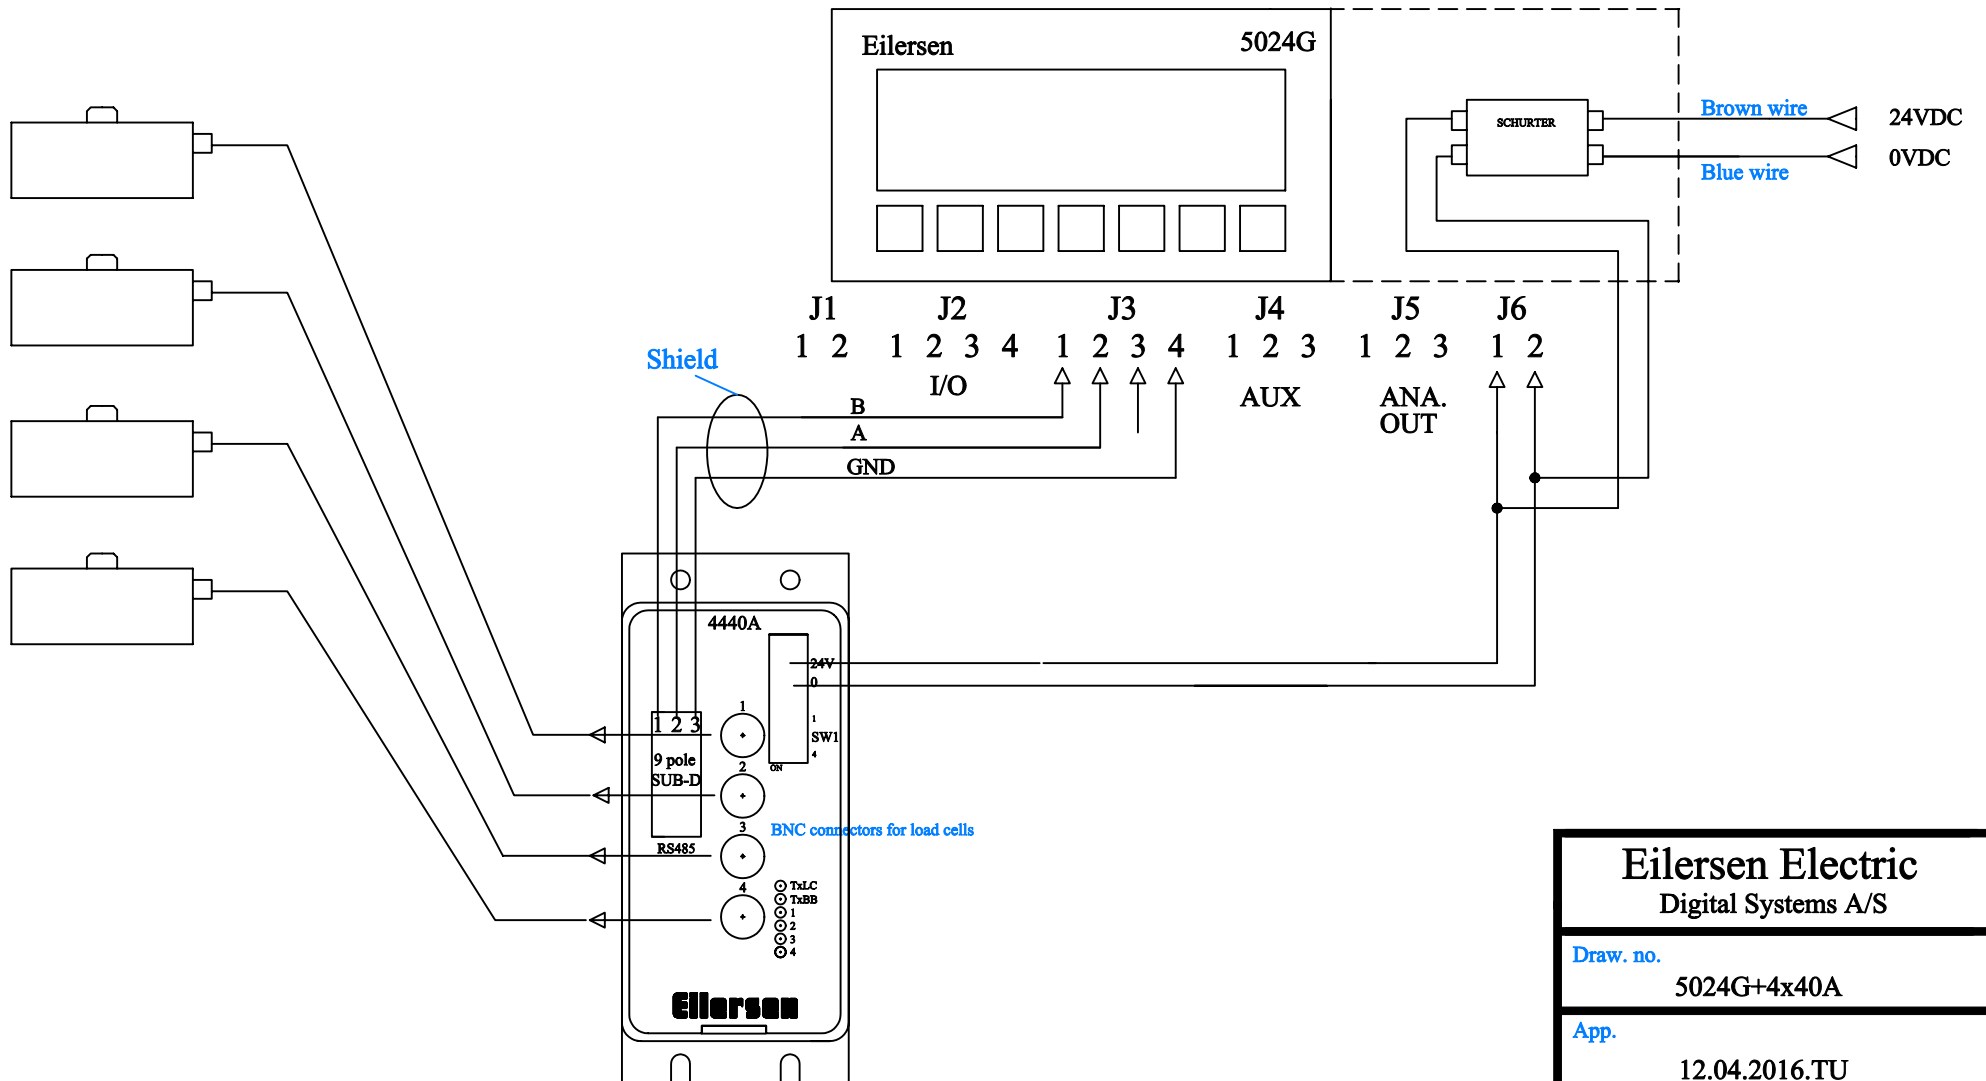 Eilersen 5024G
SCHURTER
Brown wire
24VDC
0VDC
Blue wire
J1 J2 J3 J4 J5 J6
1 2 1 2 3 4 1 2 3 4 1 2 3 1 2 3 1 2
I/O AUX ANA.
OUT
Shield
B
A
GND
4440A
24V
0
1
SW1
4
ON
1 2 3
9 pole
SUB-D
RS485
1
2
3
4
BNC connectors for load cells
TxLC
TxBB
1
2
3
4
Eilersen
Eilersen Electric
Digital Systems A/S
Draw. no.
5024G+4x40A
App.
12.04.2016.TU